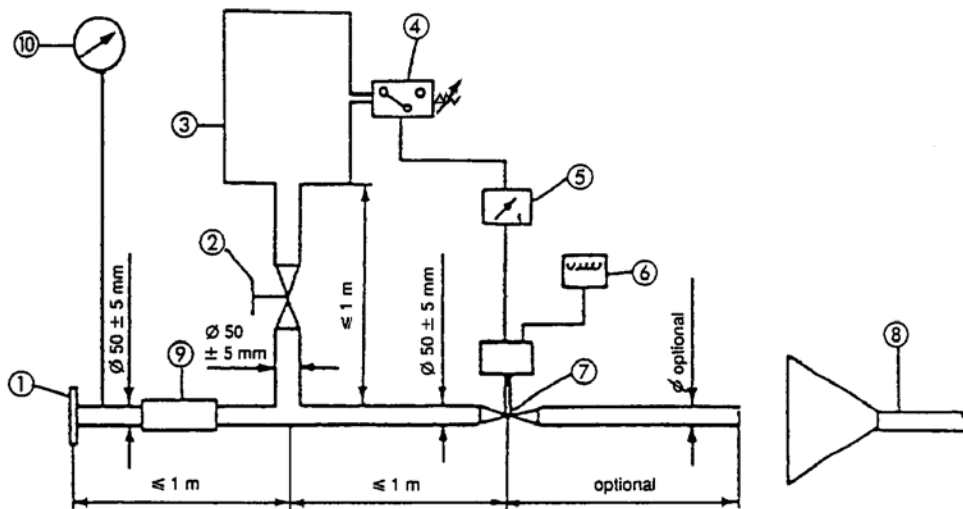 ⑩
④
③
⑤
②
⑥
⩽ 1 m
Ø 50 ± 5 mm
Ø 50
± 5 mm
Ø 50 ± 5 mm
Ø optional
⑨
⑦
⑧
①
⩽ 1 m
⩽ 1 m
optional